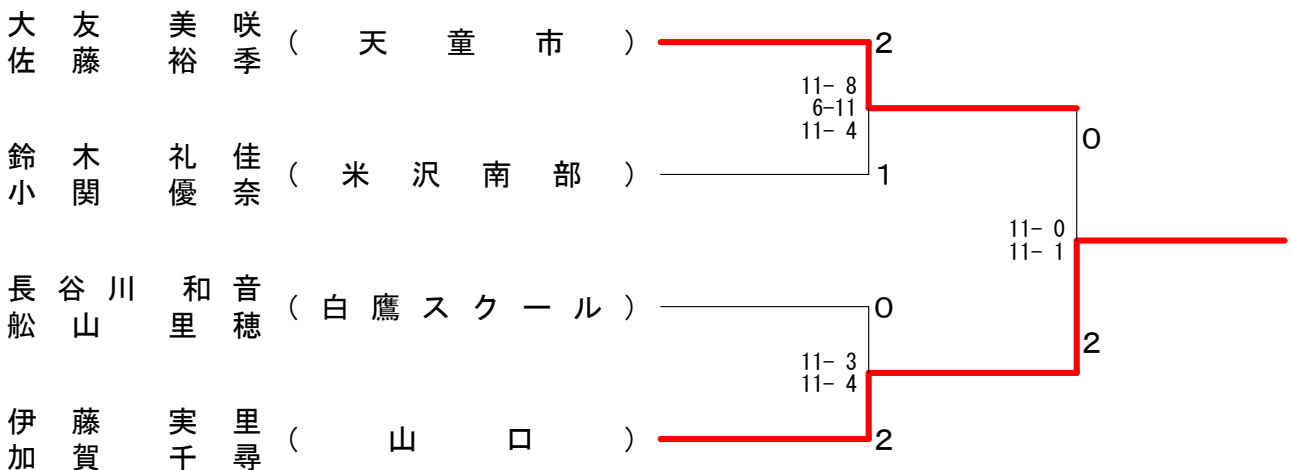 大友 美咲
佐藤 裕季
(天童市)
2
11- 8
6-11
11- 4
0
鈴木 礼佳
小関 優奈
(米沢南部)
1
11- 0
11- 1
長谷川 和音
舩山 里穂
(白鷹スクール)
0
2
11- 3
11- 4
伊藤 実里
加賀 千尋
(山口)
2